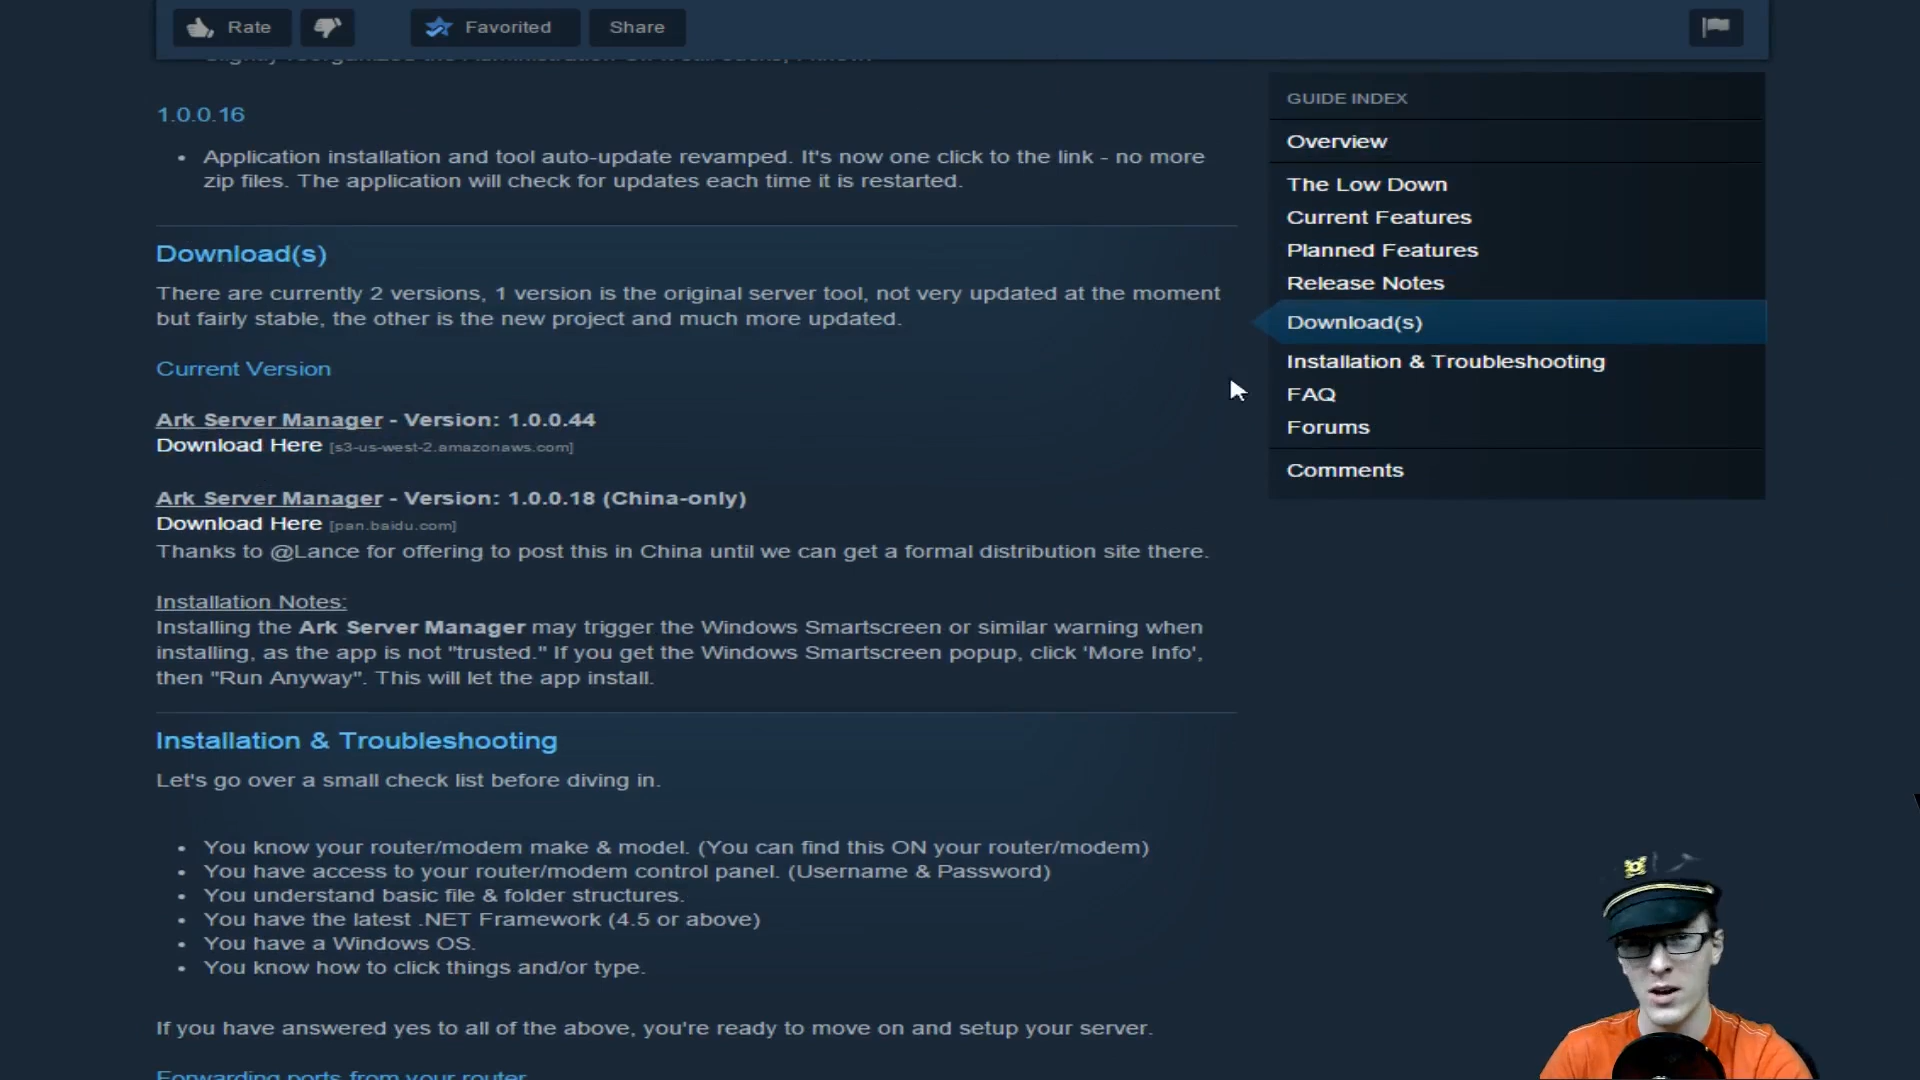 Rate
Favorited
Share
1.0.0.16
• Application installation and tool auto-update revamped. It's now one click to the link - no more
zip files. The application will check for updates each time it is restarted.
Download(s)
There are currently 2 versions, 1 version is the original server tool, not very updated at the moment
but fairly stable, the other is the new project and much more updated.
Current Version
Ark Server Manager - Version: 1.0.0.44
Download Here [s3-us-west-2.amazonaws.com]
Ark Server Manager - Version: 1.0.0.18 (China-only)
Download Here [pan.baidu.com]
Thanks to @Lance for offering to post this in China until we can get a formal distribution site there.
Installation Notes:
Installing the Ark Server Manager may trigger the Windows Smartscreen or similar warning when
installing, as the app is not "trusted." If you get the Windows Smartscreen popup, click 'More Info',
then "Run Anyway". This will let the app install.
Installation & Troubleshooting
Let's go over a small check list before diving in.
• You know your router/modem make & model. (You can find this ON your router/modem)
• You have access to your router/modem control panel. (Username & Password)
• You understand basic file & folder structures.
• You have the latest .NET Framework (4.5 or above)
• You have a Windows OS.
• You know how to click things and/or type.
If you have answered yes to all of the above, you're ready to move on and setup your server.
Forwarding ports from your router
GUIDE INDEX
Overview
The Low Down
Current Features
Planned Features
Release Notes
Download(s)
Installation & Troubleshooting
FAQ
Forums
Comments